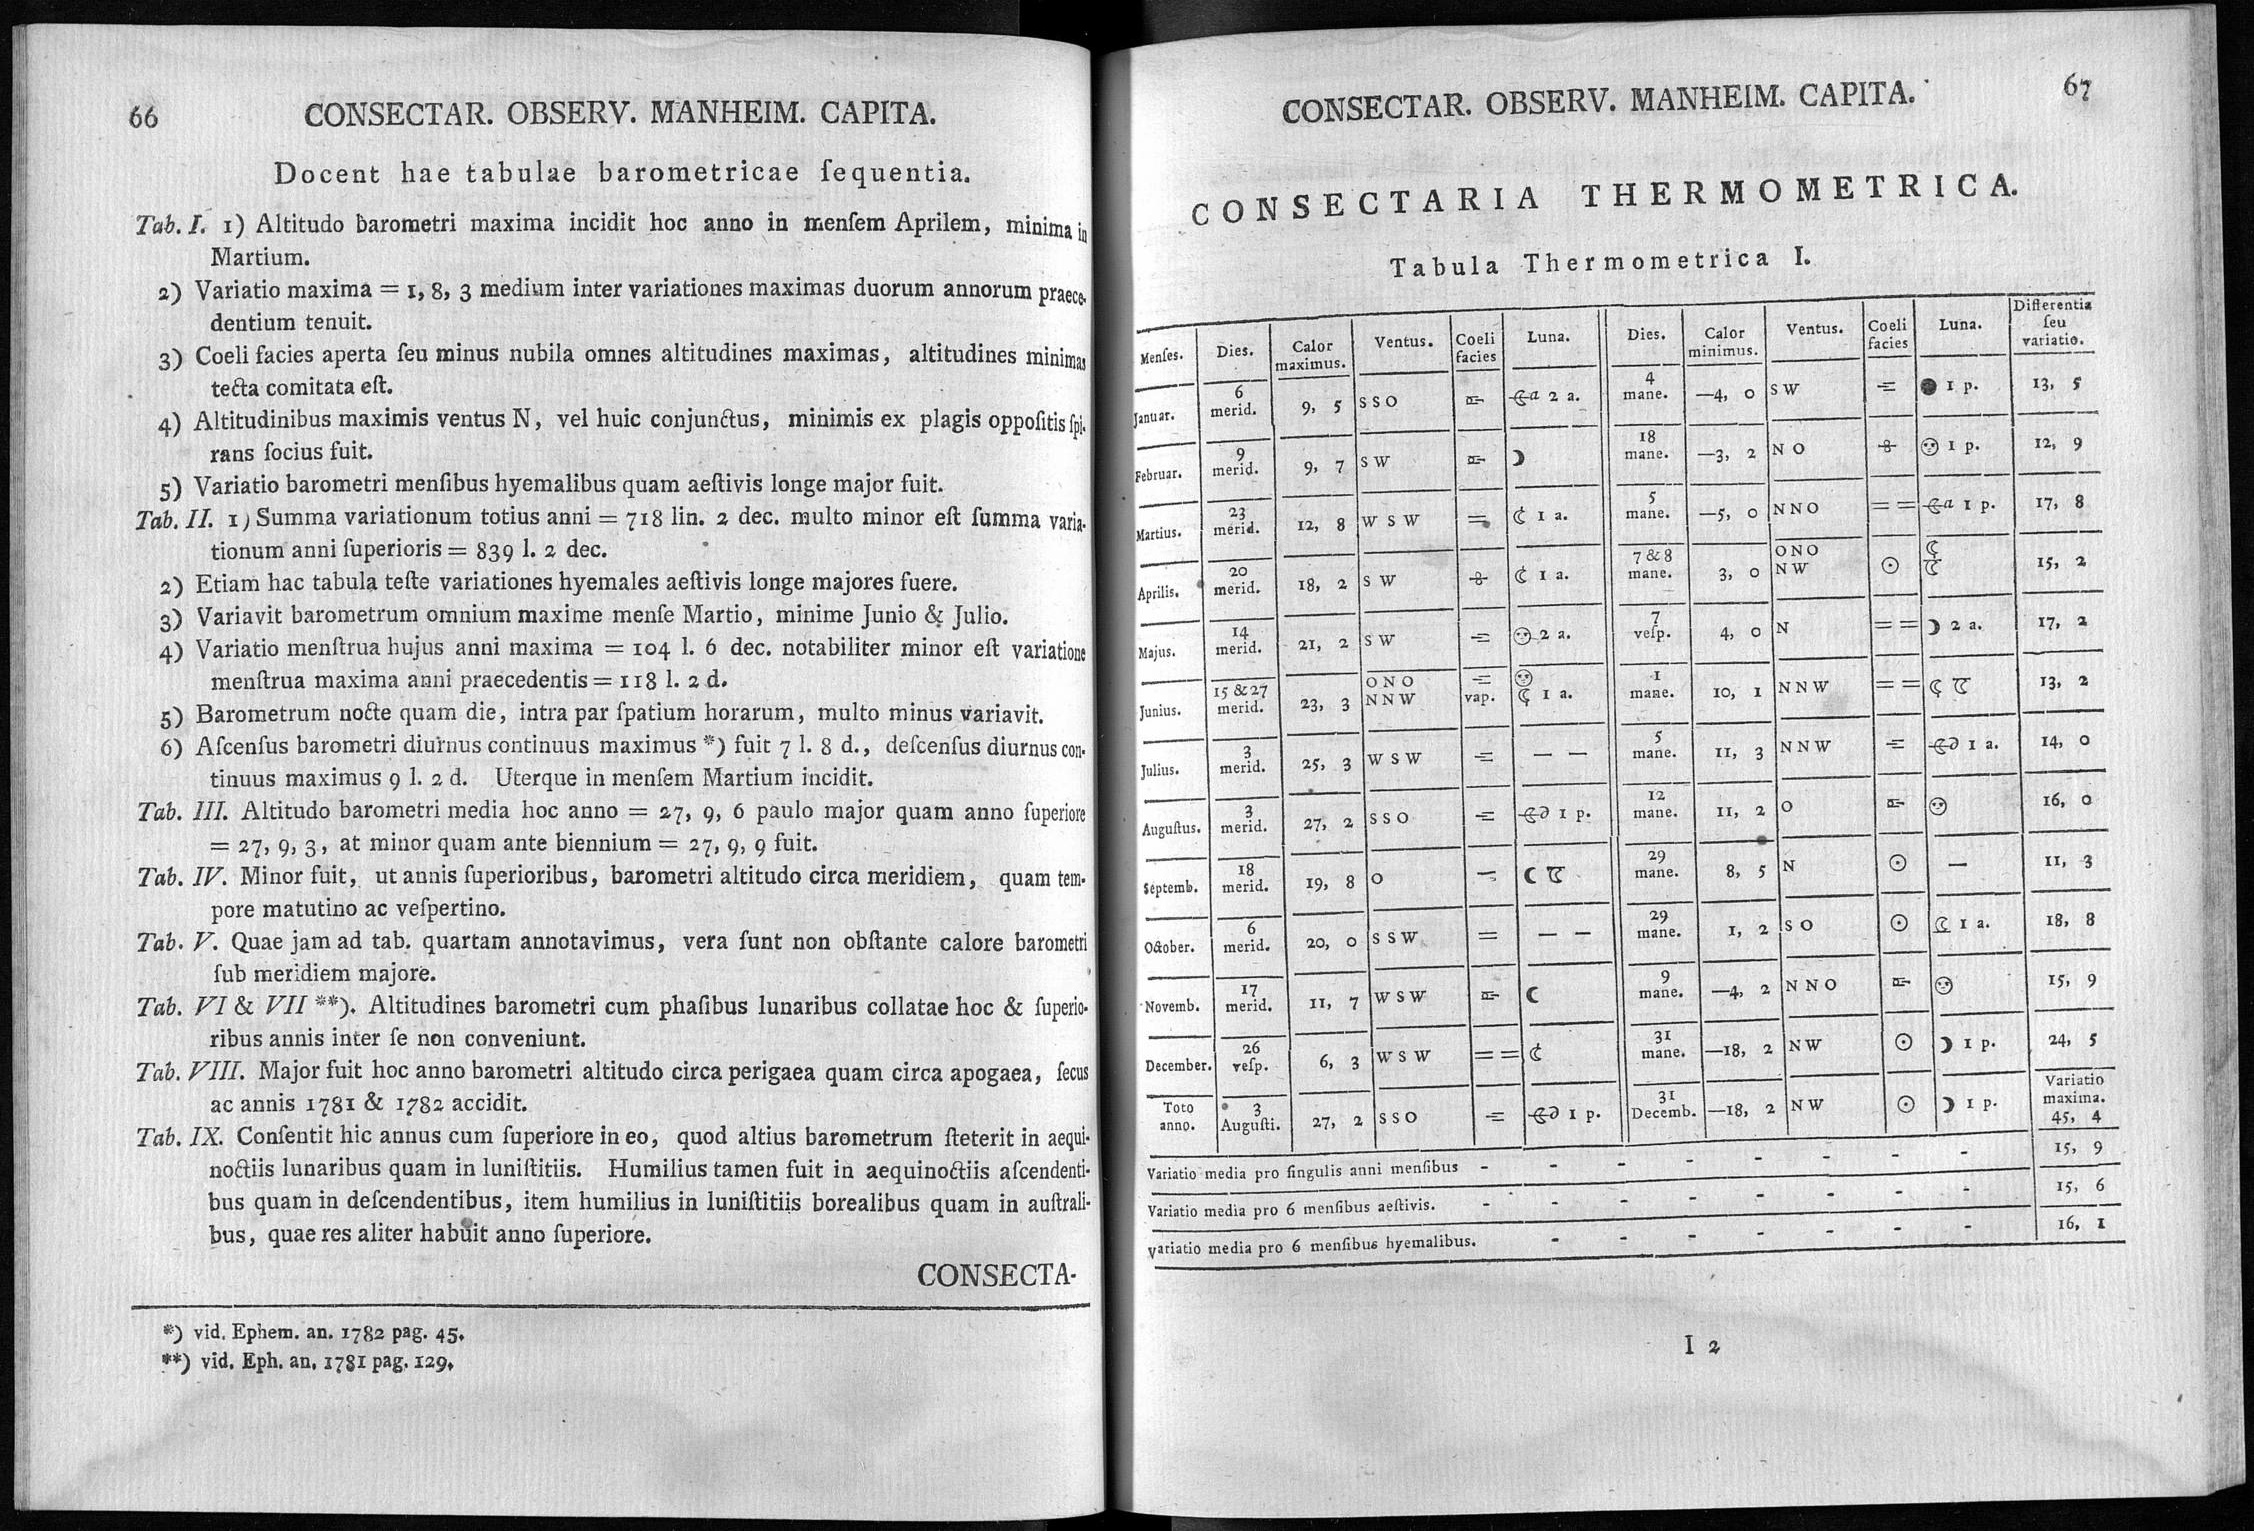 66 CONSECTAR. OBSERV. MANHEIM. CAPITA.
Docent hae tabulae barometricae ſequentia.
Tab. I. 1) Altitudo barometri maxima incidit hoc anno in menſem Aprilem, minima in
Martium.
2) Variatio maxima = 1, 8, 3 medium inter variationes maximas duorum annorum praece-
dentium tenuit.
3) Coeli facies aperta ſeu minus nubila omnes altitudines maximas, altitudines minimas
tecta comitata eſt.
4) Altitudinibus maximis ventus N, vel huic conjunctus, minimis ex plagis oppoſitis ſpi-
rans ſocius fuit.
5) Variatio barometri menſibus hyemalibus quam aeſtivis longe major fuit.
Tab. II. 1) Summa variationum totius anni = 718 lin. 2 dec. multo minor eſt ſumma varia-
tionum anni ſuperioris = 839 l. 2 dec.
2) Etiam hac tabula teſte variationes hyemales aeſtivis longe majores fuere.
3) Variavit barometrum omnium maxime menſe Martio, minime Junio & Julio.
4) Variatio menſtrua hujus anni maxima = 104 l. 6 dec. notabiliter minor eſt variatione
menſtrua maxima anni praecedentis = 118 l. 2 d.
5) Barometrum nocte quam die, intra par ſpatium horarum, multo minus variavit.
6) Aſcenſus barometri diurnus continuus maximus *) fuit 7 l. 8 d., deſcenſus diurnus con-
tinuus maximus 9 l. 2 d. Uterque in menſem Martium incidit.
Tab. III. Altitudo barometri media hoc anno = 27, 9, 6 paulo major quam anno ſuperiore
= 27, 9, 3, at minor quam ante biennium = 27, 9, 9 fuit.
Tab. IV. Minor fuit, ut annis ſuperioribus, barometri altitudo circa meridiem, quam tem-
pore matutino ac veſpertino.
Tab. V. Quae jam ad tab. quartam annotavimus, vera ſunt non obſtante calore barometri
ſub meridiem majore.
Tab. VI & VII **). Altitudines barometri cum phaſibus lunaribus collatae hoc & ſuperio-
ribus annis inter ſe non conveniunt.
Tab. VIII. Major fuit hoc anno barometri altitudo circa perigaea quam circa apogaea, ſecus
ac annis 1781 & 1782 accidit.
Tab. IX. Conſentit hic annus cum ſuperiore in eo, quod altius barometrum ſteterit in aequi-
noctiis lunaribus quam in luniſtitiis. Humilius tamen fuit in aequinoctiis aſcendenti-
bus quam in deſcendentibus, item humilius in luniſtitiis borealibus quam in auſtrali-
bus, quae res aliter habuit anno ſuperiore.
CONSECTA-
*) vid. Ephem. an. 1782 pag. 45.
**) vid. Eph. an. 1781 pag. 129.
CONSECTAR. OBSERV. MANHEIM. CAPITA. 67
CONSECTARIA THERMOMETRICA.
Tabula Thermometrica I.
Menſes. Dies. Calor maximus. Ventus. Coeli facies Luna. Dies. Calor minimus. Ventus. Coeli facies Luna. Differentia ſeu variatio.
Januar. 6 merid. 9, 5 SSO 2 a. 4 mane. —4, 0 SW 1 p. 13, 5
Februar. 9 merid. 9, 7 SW ☽ 18 mane. —3, 2 NO 1 p. 12, 9
Martius. 23 merid. 12, 8 WSW = 1 a. 5 mane. —5, 0 NNO = = 1 p. 17, 8
Aprilis. 20 merid. 18, 2 SW 1 a. 7 & 8 mane. 3, 0 ONO NW ☉ 15, 2
Majus. 14 merid. 21, 2 SW 2 a. 7 veſp. 4, 0 N = = ☽ 2 a. 17, 2
Junius. 15 & 27 merid. 23, 3 ONO NNW vap. 1 a. 1 mane. 10, 1 NNW = = 13, 2
Julius. 3 merid. 25, 3 WSW — — 5 mane. 11, 3 NNW 1 a. 14, 0
Auguſtus. 3 merid. 27, 2 SSO 1 p. 12 mane. 11, 2 O 16, 0
Septemb. 18 merid. 19, 8 O ☾ 29 mane. 8, 5 N ☉ — 11, 3
October. 6 merid. 20, 0 SSW = — — 29 mane. 1, 2 SO ☉ 1 a. 18, 8
Novemb. 17 merid. 11, 7 WSW ☾ 9 mane. —4, 2 NNO 15, 9
December. 26 veſp. 6, 3 WSW = = 31 mane. —18, 2 NW ☉ ☽ 1 p. 24, 5
Toto anno. 3 Auguſti. 27, 2 SSO 1 p. 31 Decemb. —18, 2 NW ☉ ☽ 1 p. Variatio maxima. 45, 4
Variatio media pro ſingulis anni menſibus - - - - - - - - 15, 9
Variatio media pro 6 menſibus aeſtivis. - - - - - - - - 15, 6
Variatio media pro 6 menſibus hyemalibus. - - - - - - - 16, 1
I 2